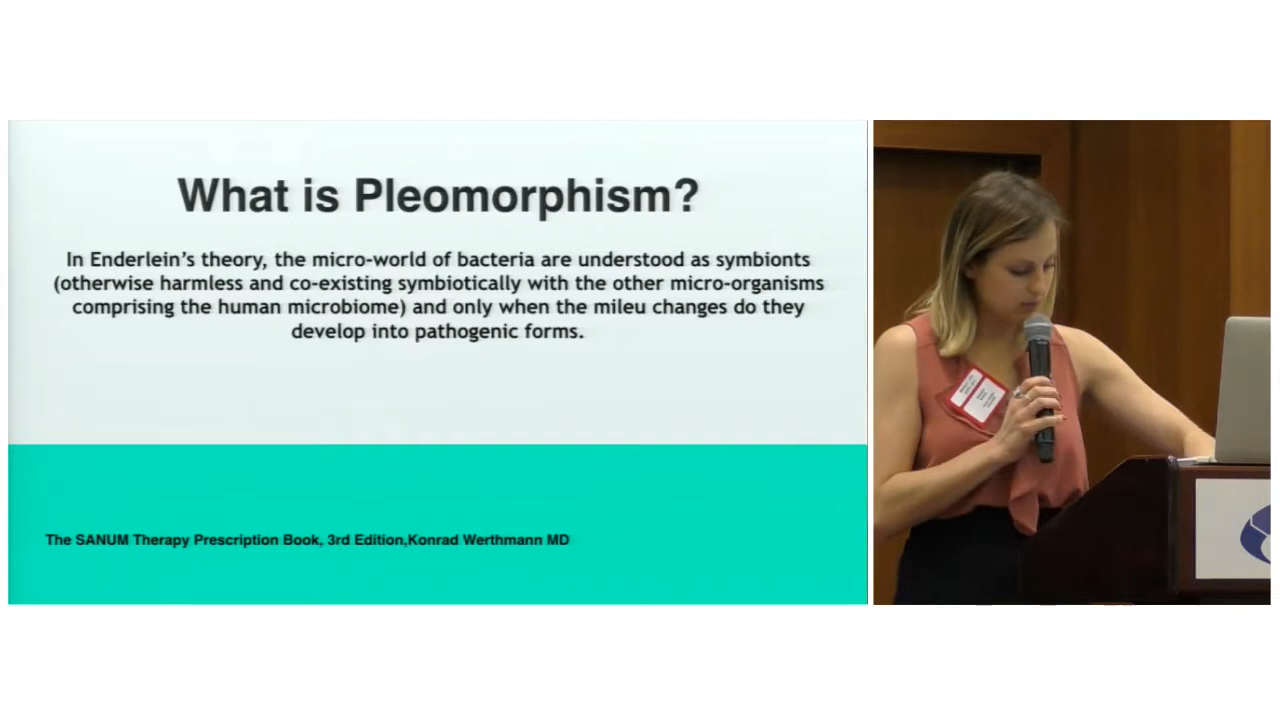 What is Pleomorphism?
In Enderlein's theory, the micro-world of bacteria are understood as symbionts
(otherwise harmless and co-existing symbiotically with the other micro-organisms
comprising the human microbiome) and only when the mileu changes do they
develop into pathogenic forms.
The SANUM Therapy Prescription Book, 3rd Edition,Konrad Werthmann MD